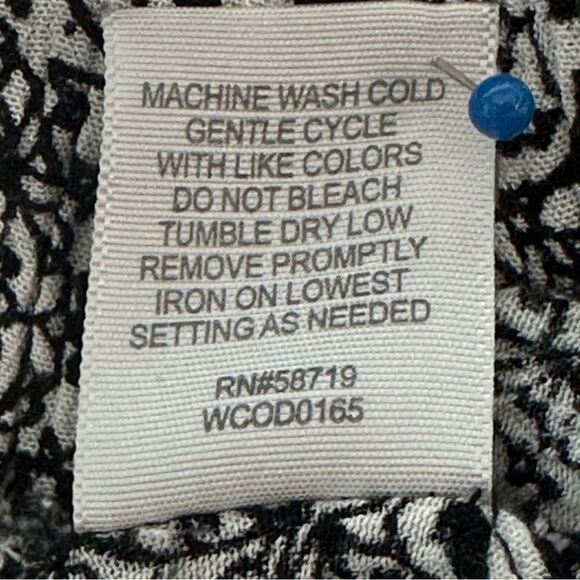 MACHINE WASH COLD
GENTLE CYCLE
WITH LIKE COLORS
DO NOT BLEACH
TUMBLE DRY LOW
REMOVE PROMPTLY
IRON ON LOWEST
SETTING AS NEEDED
RN#58719
WCOD0165